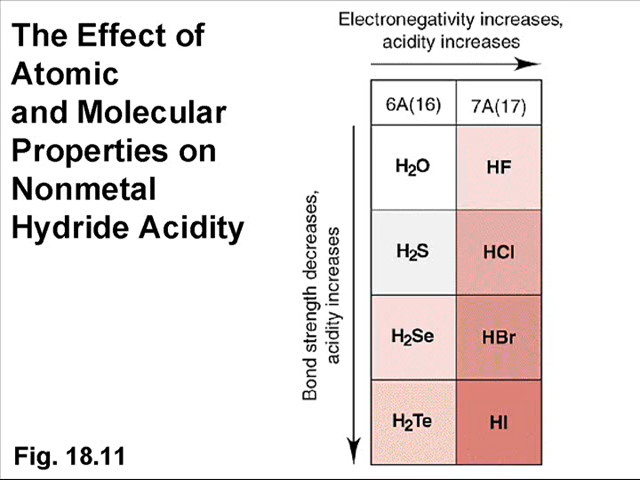 The Effect of
Atomic
and Molecular
Properties on
Nonmetal
Hydride Acidity
Electronegativity increases,
acidity increases
6A(16) 7A(17)
H₂O HF
H₂S HCl
H₂Se HBr
H₂Te HI
Bond strength decreases,
acidity increases
Fig. 18.11